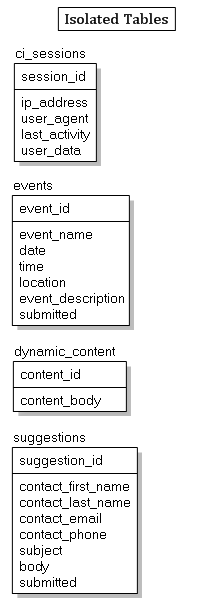 Isolated Tables
ci_sessions
session_id
ip_address
user_agent
last_activity
user_data
events
event_id
event_name
date
time
location
event_description
submitted
dynamic_content
content_id
content_body
suggestions
suggestion_id
contact_first_name
contact_last_name
contact_email
contact_phone
subject
body
submitted